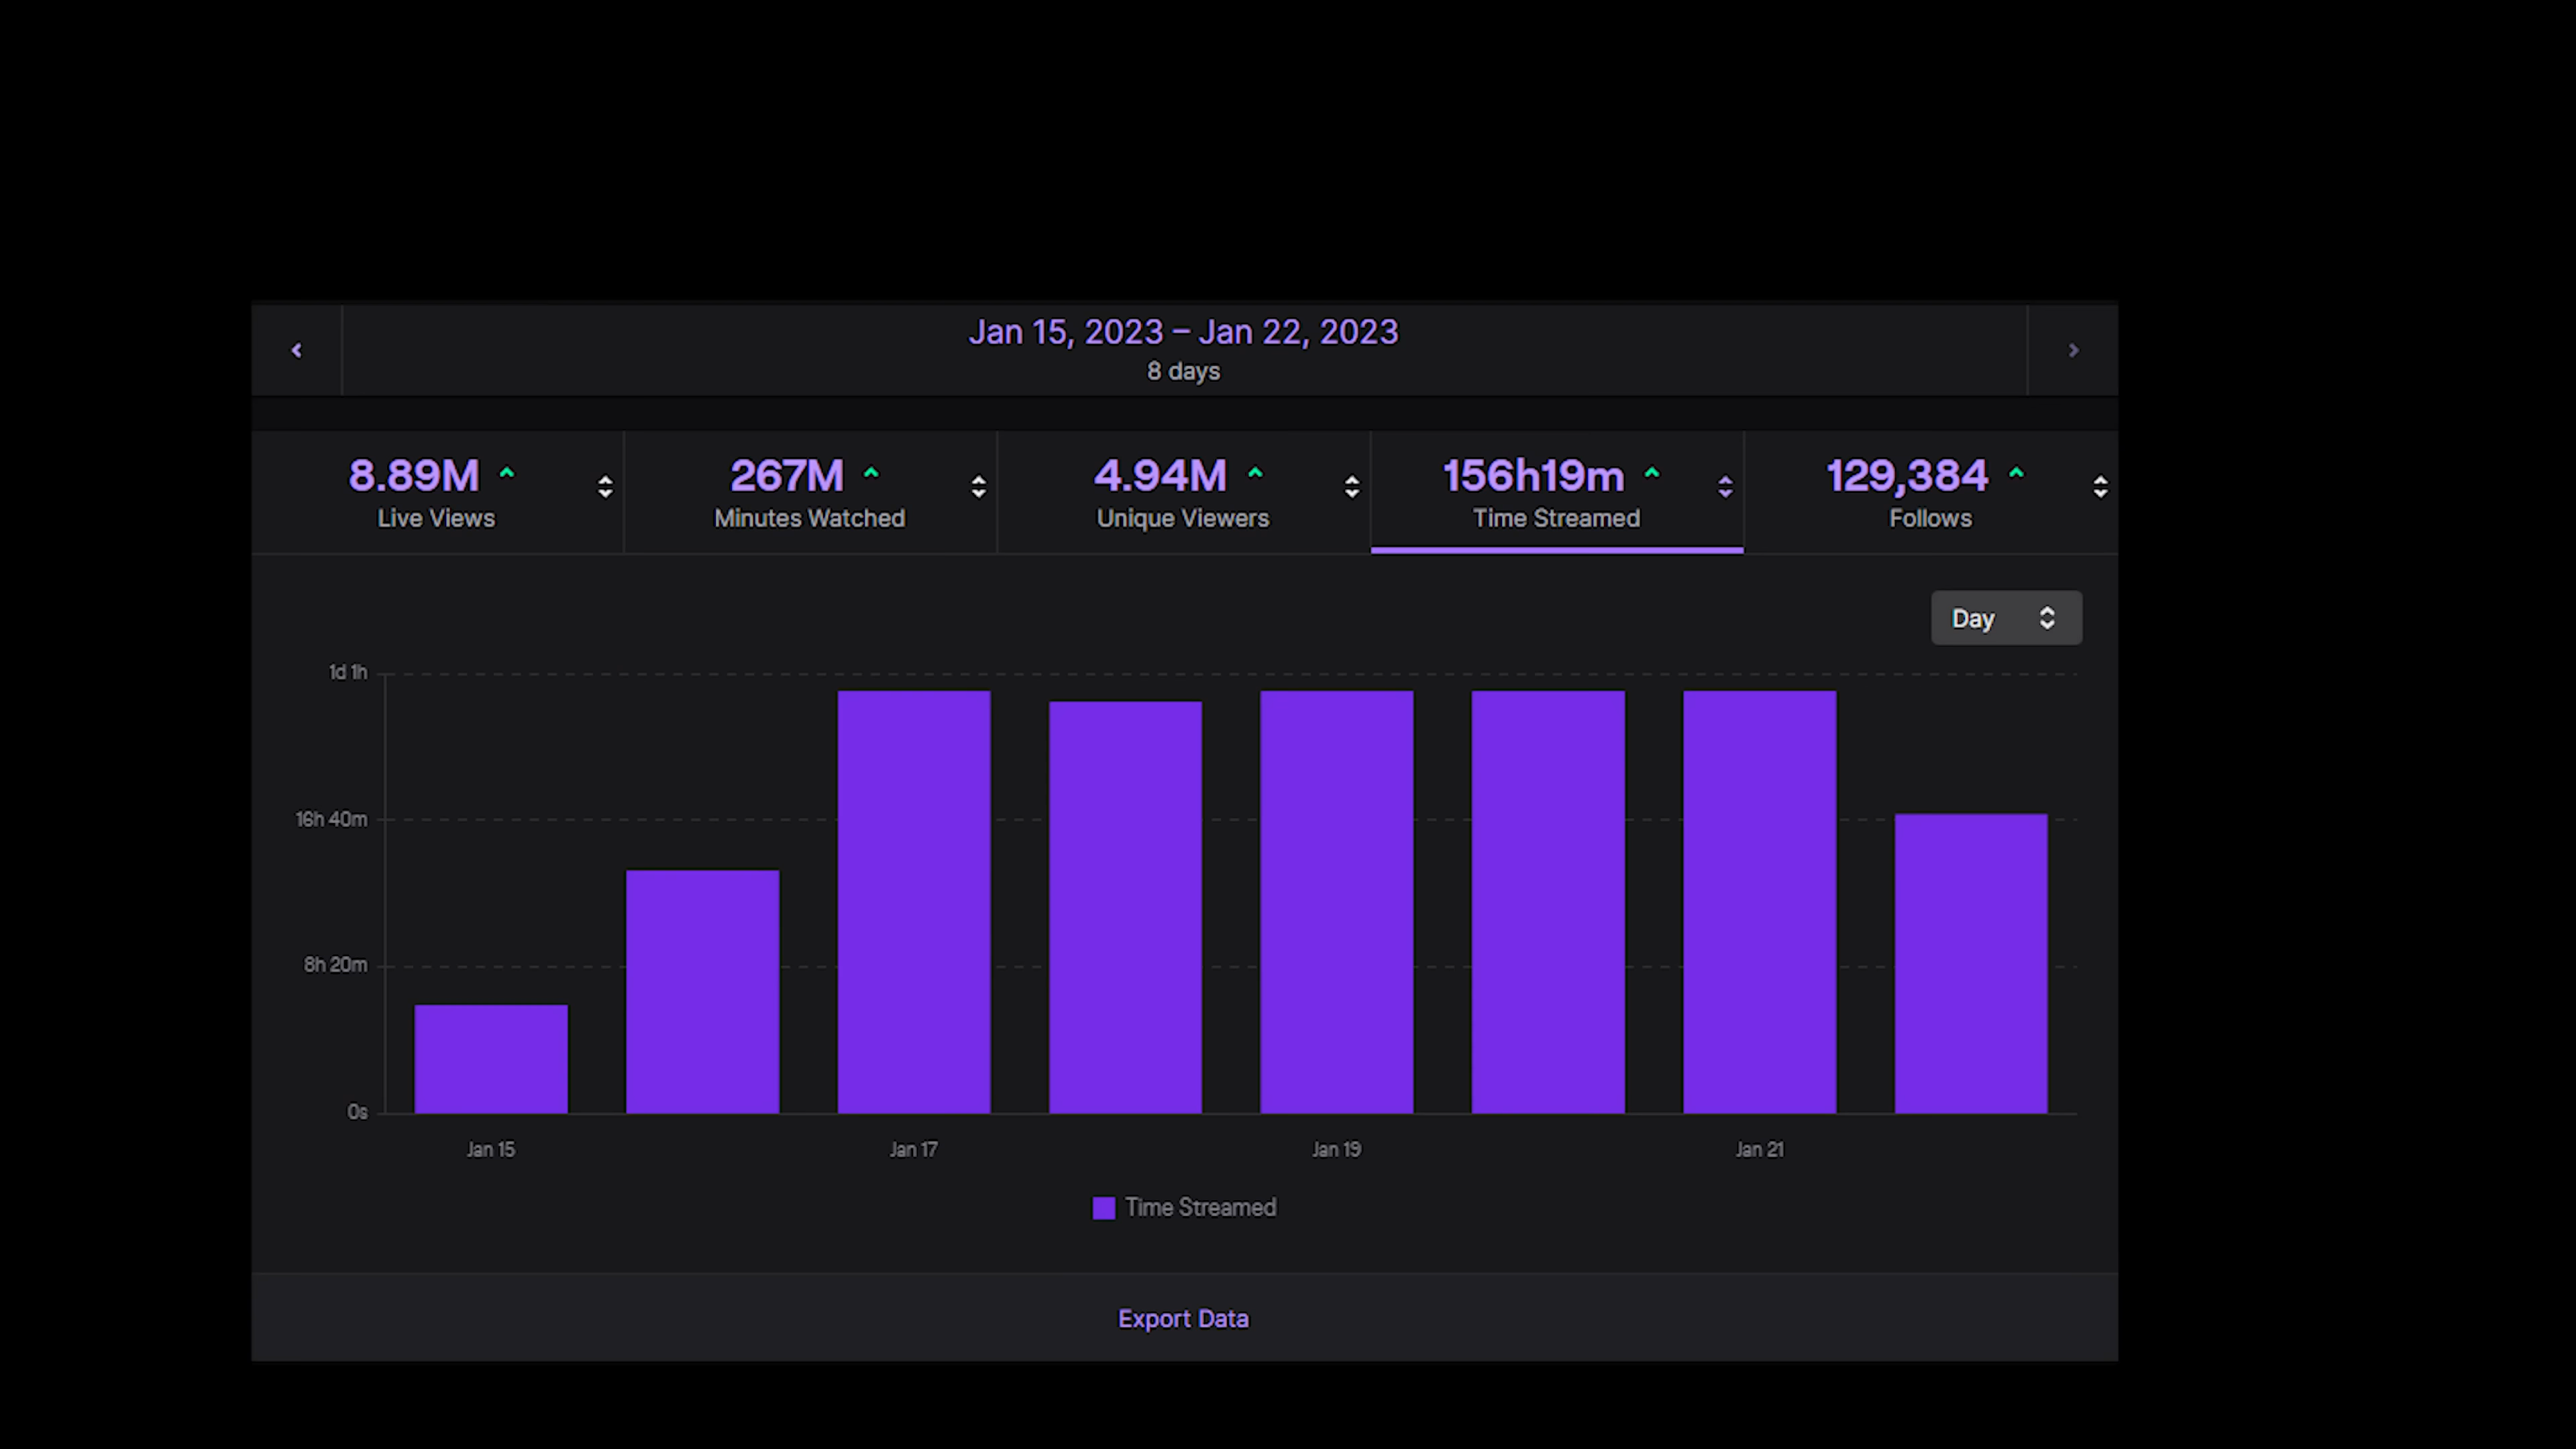 Jan 15, 2023 – Jan 22, 2023
8 days
8.89M
Live Views
267M
Minutes Watched
4.94M
Unique Viewers
156h19m
Time Streamed
129,384
Follows
Day
1d 1h
16h 40m
8h 20m
0s
Jan 15
Jan 17
Jan 19
Jan 21
Time Streamed
Export Data